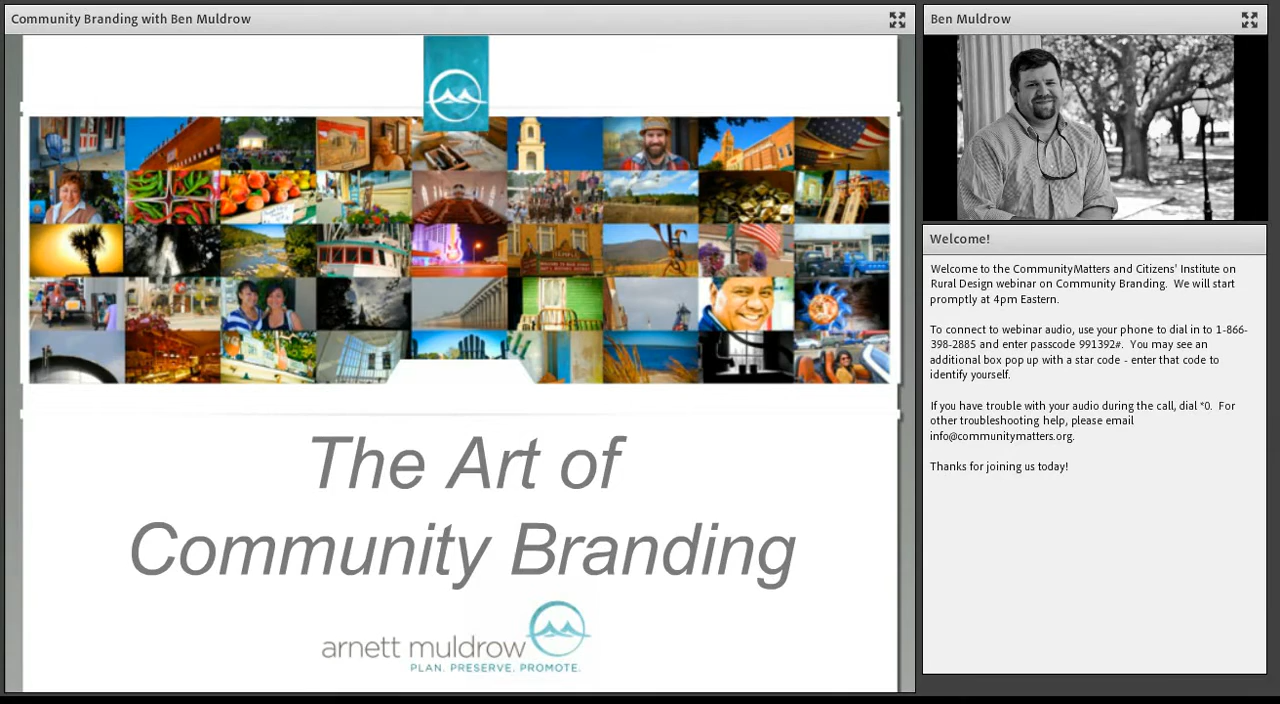 Community Branding with Ben Muldrow
The Art of
Community Branding
arnett muldrow
PLAN. PRESERVE. PROMOTE.
Ben Muldrow
Welcome!
Welcome to the CommunityMatters and Citizens' Institute on
Rural Design webinar on Community Branding.  We will start
promptly at 4pm Eastern.
To connect to webinar audio, use your phone to dial in to 1-866-
398-2885 and enter passcode 991392#.  You may see an
additional box pop up with a star code - enter that code to
identify yourself.
If you have trouble with your audio during the call, dial *0.  For
other troubleshooting help, please email
info@communitymatters.org.
Thanks for joining us today!